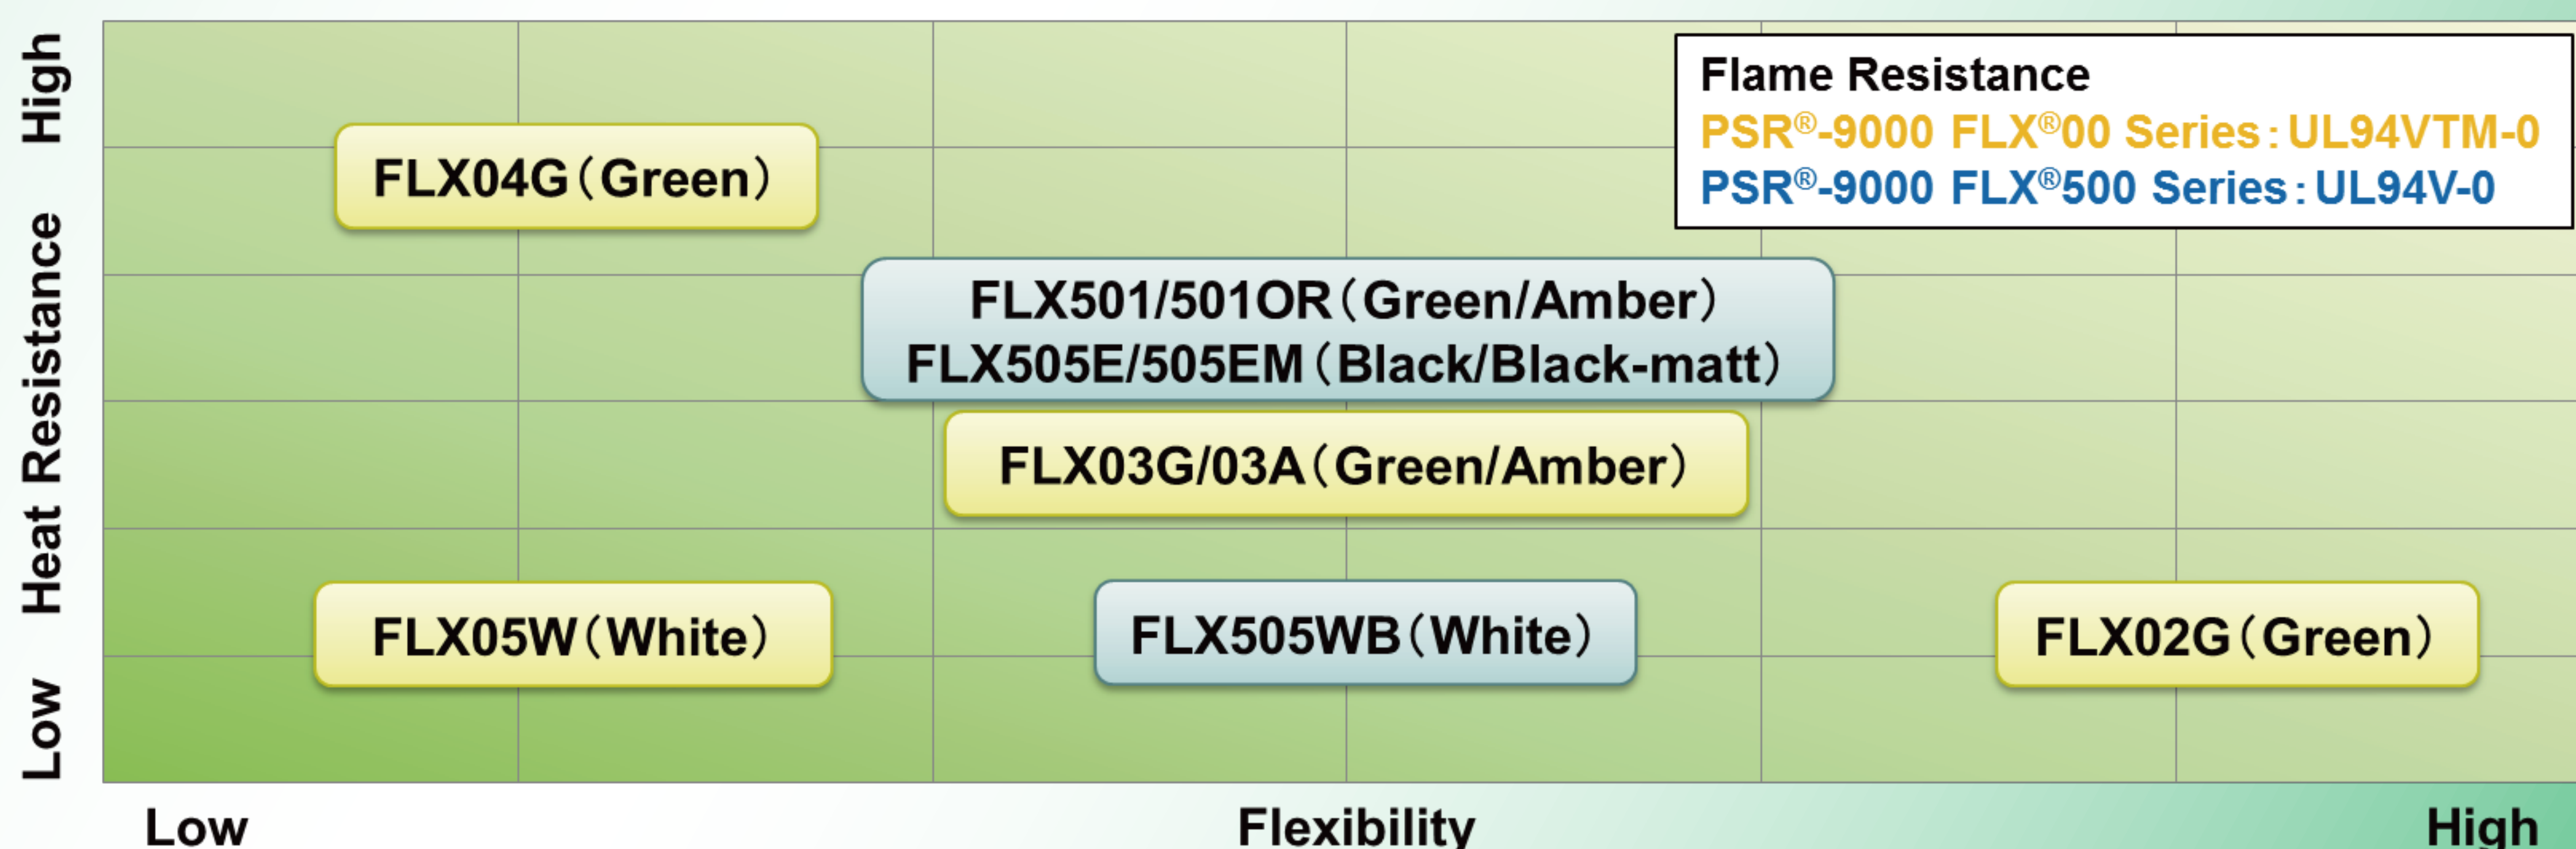 High
Heat Resistance
Low
Flame Resistance
PSR®-9000 FLX®00 Series:UL94VTM-0
PSR®-9000 FLX®500 Series:UL94V-0
FLX04G(Green)
FLX501/501OR(Green/Amber)
FLX505E/505EM(Black/Black-matt)
FLX03G/03A(Green/Amber)
FLX05W(White)
FLX505WB(White)
FLX02G(Green)
Low
Flexibility
High